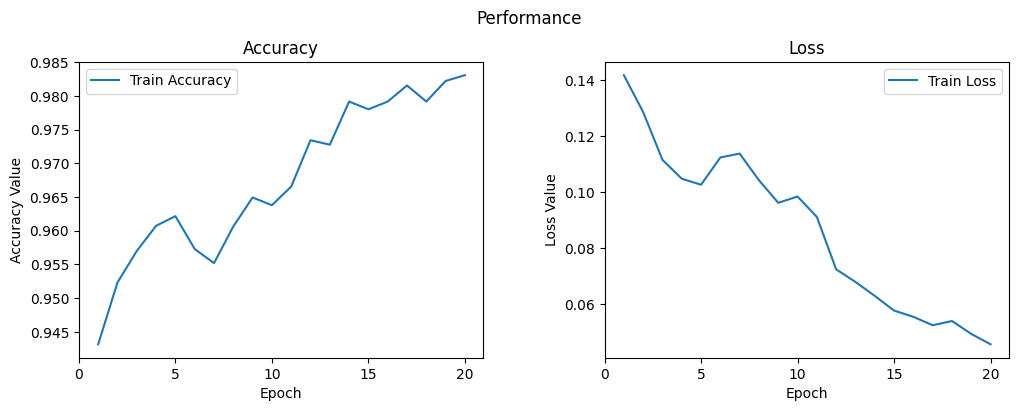 Performance
Accuracy
Train Accuracy
0.985
0.980
0.975
0.970
0.965
0.960
0.955
0.950
0.945
Accuracy Value
0 5 10 15 20
Epoch
Loss
Train Loss
0.14
0.12
0.10
0.08
0.06
Loss Value
0 5 10 15 20
Epoch